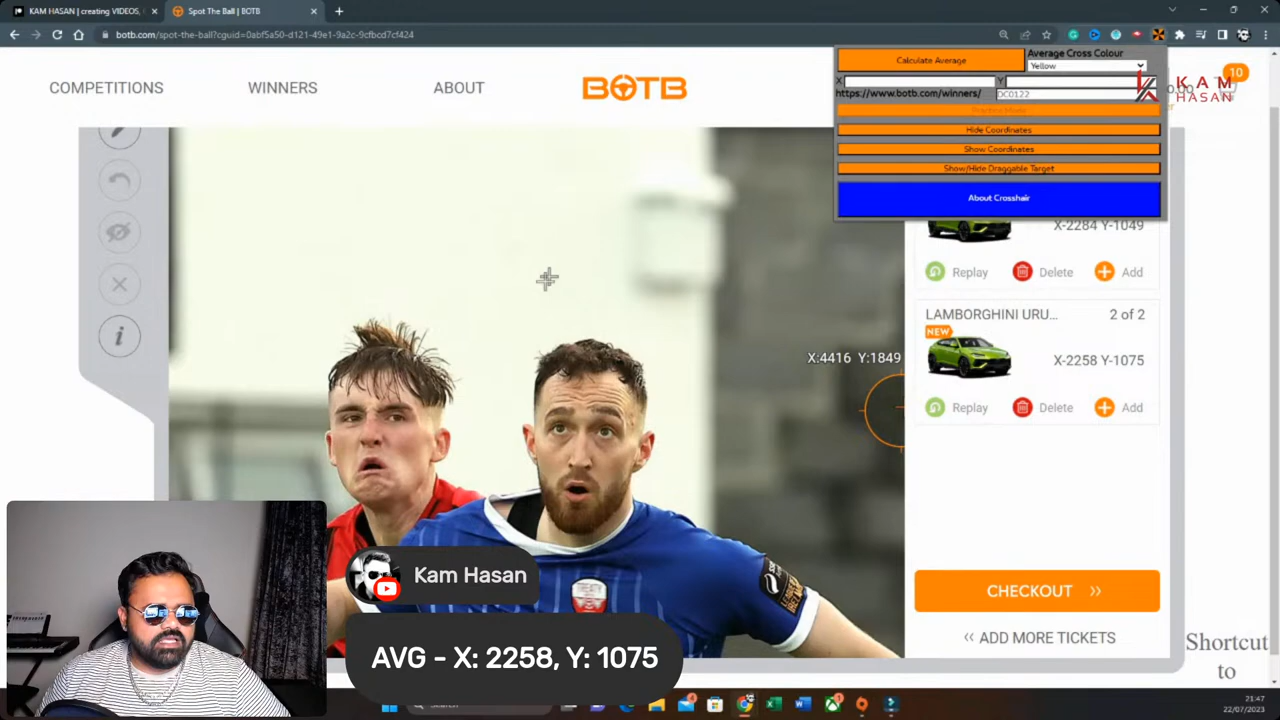 KAM HASAN | creating VIDEOS,
Spot The Ball | BOTB
botb.com/spot-the-ball?cguid=0abf5a50-d121-49e1-9a2c-9cfbcd7cf424
COMPETITIONS
WINNERS
ABOUT
BOTB
Calculate Average
Average Cross Colour
Yellow
X
Y
https://www.botb.com/winners/
DC0122
Practice Mode
Hide Coordinates
Show Coordinates
Show/Hide Draggable Target
About Crosshair
KAM
HASAN
10
X-2284 Y-1049
Replay
Delete
Add
LAMBORGHINI URU...
2 of 2
NEW
X-2258 Y-1075
Replay
Delete
Add
X:4416 Y:1849
CHECKOUT >>
<< ADD MORE TICKETS
Shortcut
to
Kam Hasan
AVG - X: 2258, Y: 1075
21:47
22/07/2023